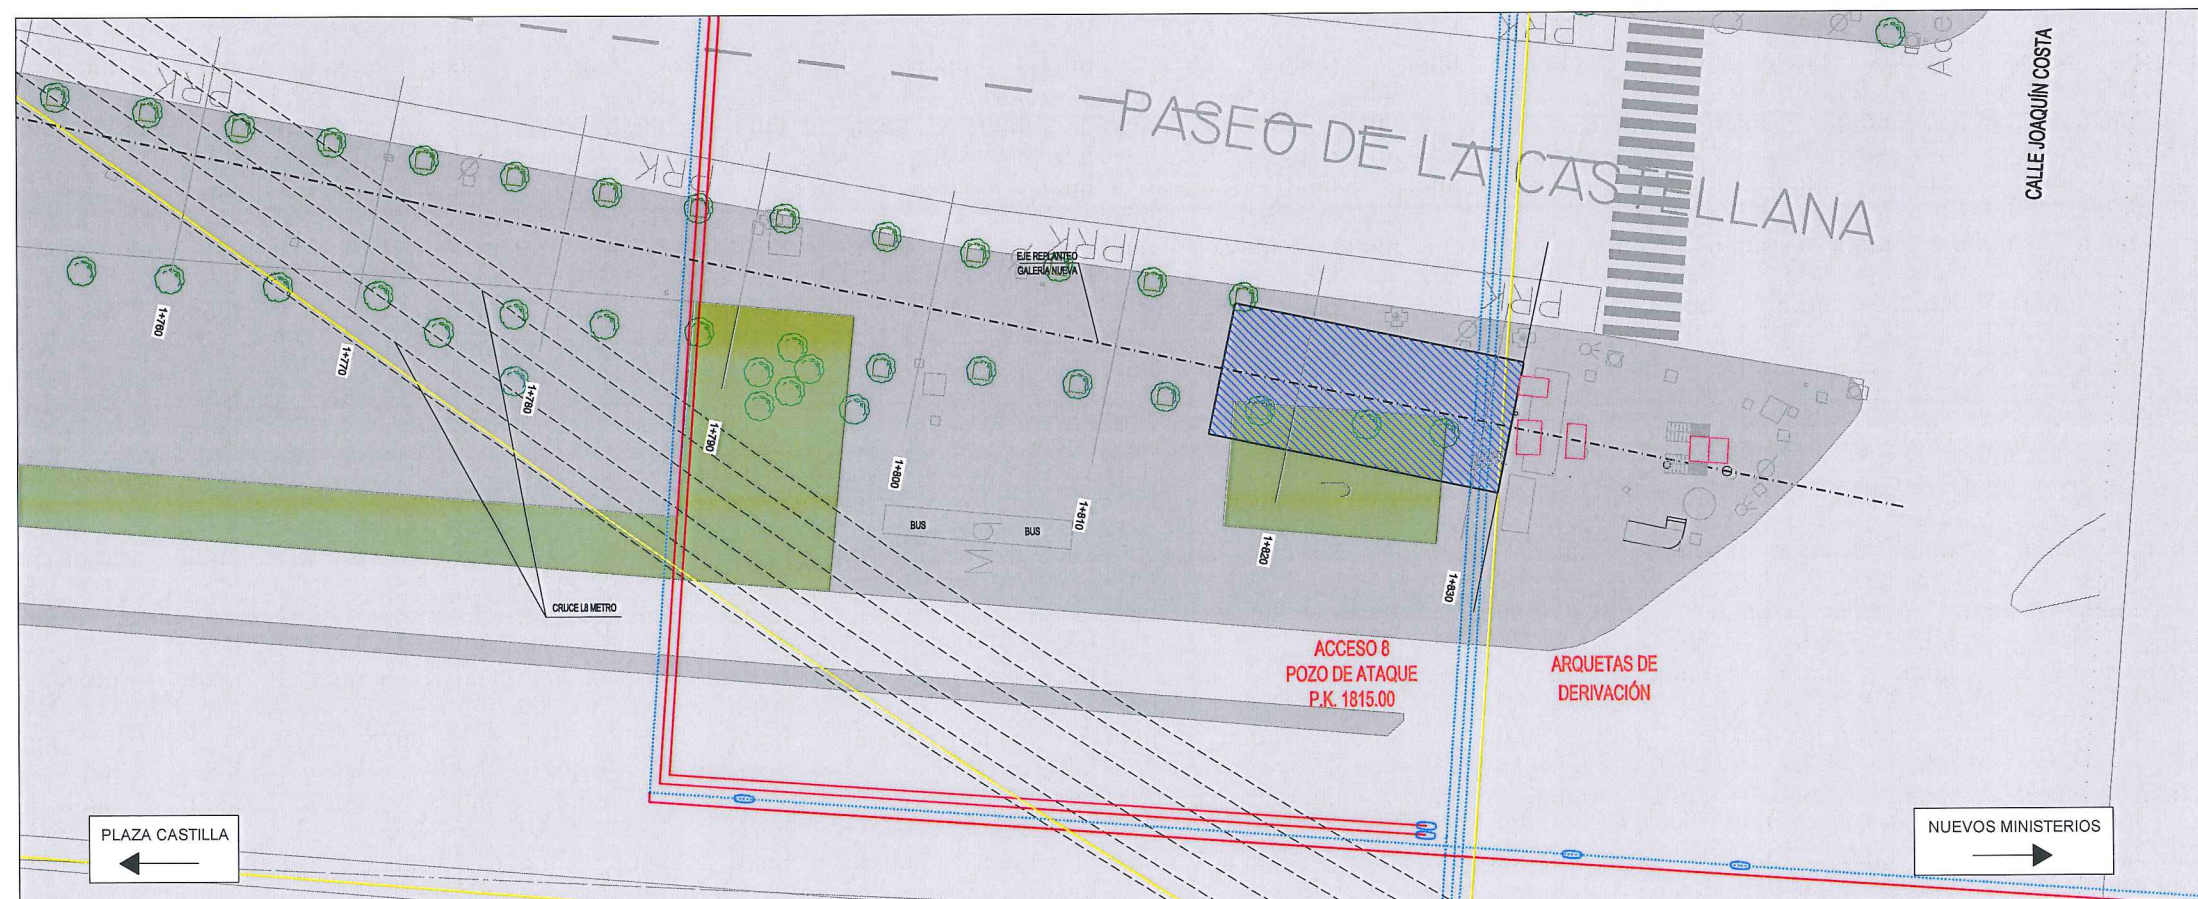 PRK
PRK
PRK
PRK
PRK
PASEO DE LA CASTELLANA
CALLE JOAQUÍN COSTA
EJE REPLANTEO
GALERÍA NUEVA
1+760
1+770
1+780
1+790
1+800
1+810
1+820
1+830
BUS
BUS
CRUCE L8 METRO
ACCESO 8
POZO DE ATAQUE
P.K. 1815.00
ARQUETAS DE
DERIVACIÓN
PLAZA CASTILLA
NUEVOS MINISTERIOS